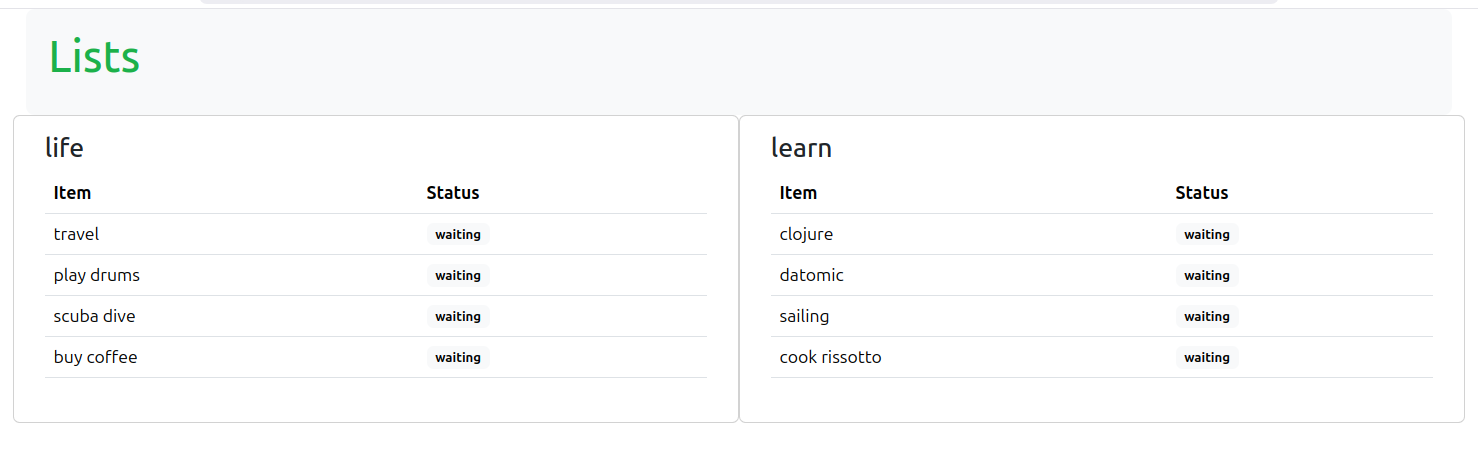 Lists
life
Item Status
travel waiting
play drums waiting
scuba dive waiting
buy coffee waiting
learn
Item Status
clojure waiting
datomic waiting
sailing waiting
cook rissotto waiting